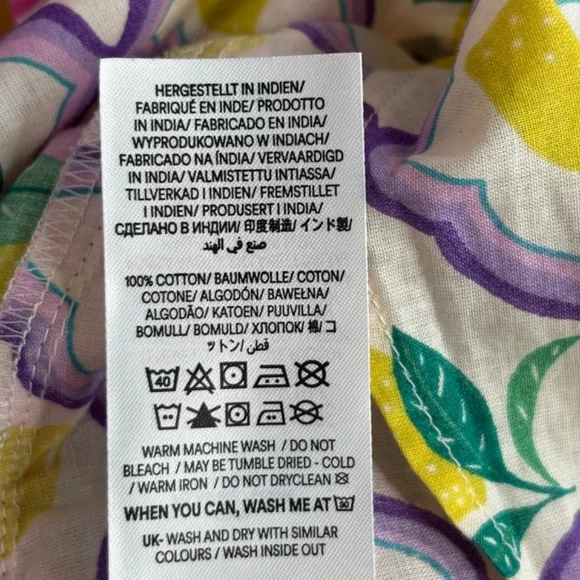 HERGESTELLT IN INDIEN/
FABRIQUÉ EN INDE/ PRODOTTO
IN INDIA/ FABRICADO EN INDIA/
WYPRODUKOWANO W INDIACH/
FABRICADO NA ÍNDIA/ VERVAARDIGD
IN INDIA/ VALMISTETTU INTIASSA/
TILLVERKAD I INDIEN/ FREMSTILLET
I INDIEN/ PRODUSERT I INDIA/
СДЕЛАНО В ИНДИИ/ 印度制造/ インド製/
صنع في الهند
100% COTTON/ BAUMWOLLE/ COTON/
COTONE/ ALGODÓN/ BAWEŁNA/
ALGODÃO/ KATOEN/ PUUVILLA/
BOMULL/ BOMULD/ ХЛОПОК/ 棉/ コ
ットン/ قطن/
40
WARM MACHINE WASH / DO NOT
BLEACH / MAY BE TUMBLE DRIED - COLD
/ WARM IRON / DO NOT DRYCLEAN
WHEN YOU CAN, WASH ME AT 30
UK- WASH AND DRY WITH SIMILAR
COLOURS / WASH INSIDE OUT